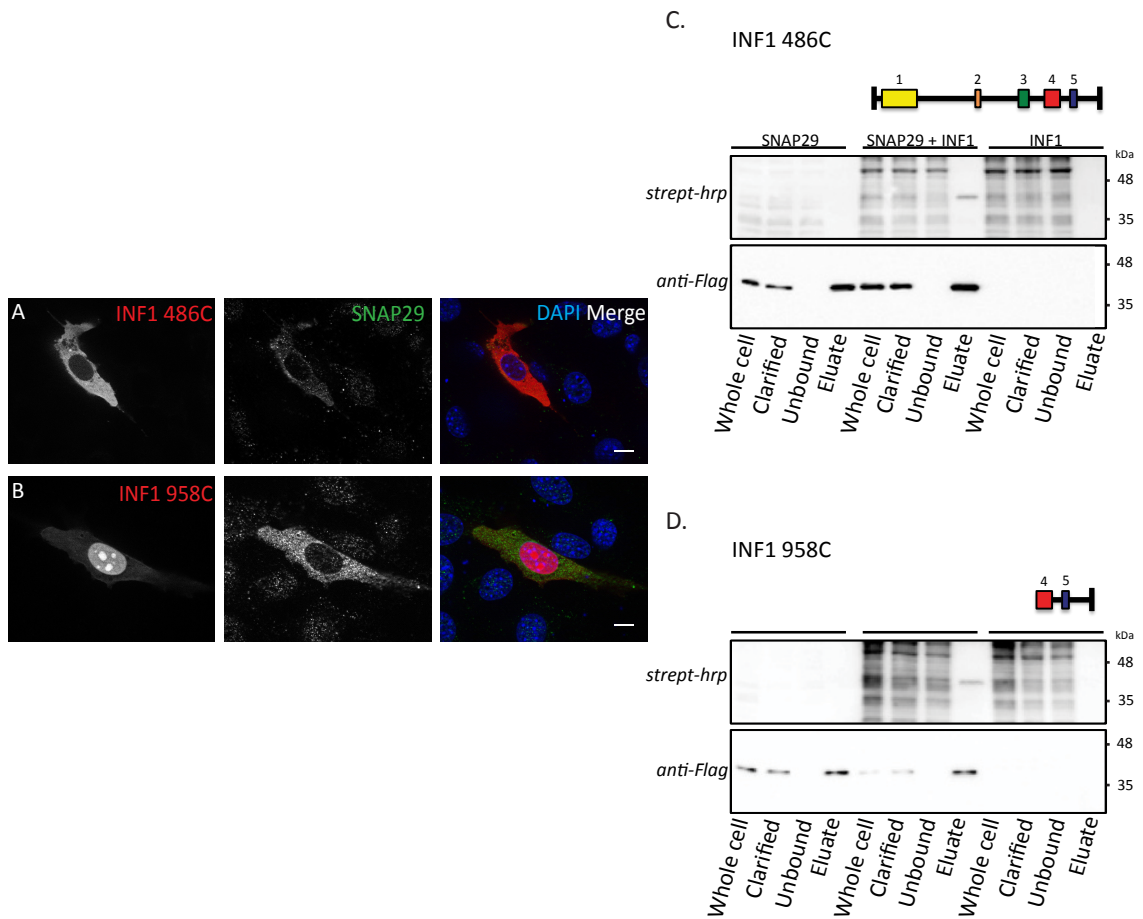 A
INF1 486C
SNAP29
DAPI Merge
B
INF1 958C
C.
INF1 486C
1 2 3 4 5
SNAP29 SNAP29 + INF1 INF1
kDa
strept-hrp
48
35
anti-Flag
48
35
Whole cell Clarified Unbound Eluate Whole cell Clarified Unbound Eluate Whole cell Clarified Unbound Eluate
D.
INF1 958C
4 5
kDa
strept-hrp
48
35
anti-Flag
48
35
Whole cell Clarified Unbound Eluate Whole cell Clarified Unbound Eluate Whole cell Clarified Unbound Eluate